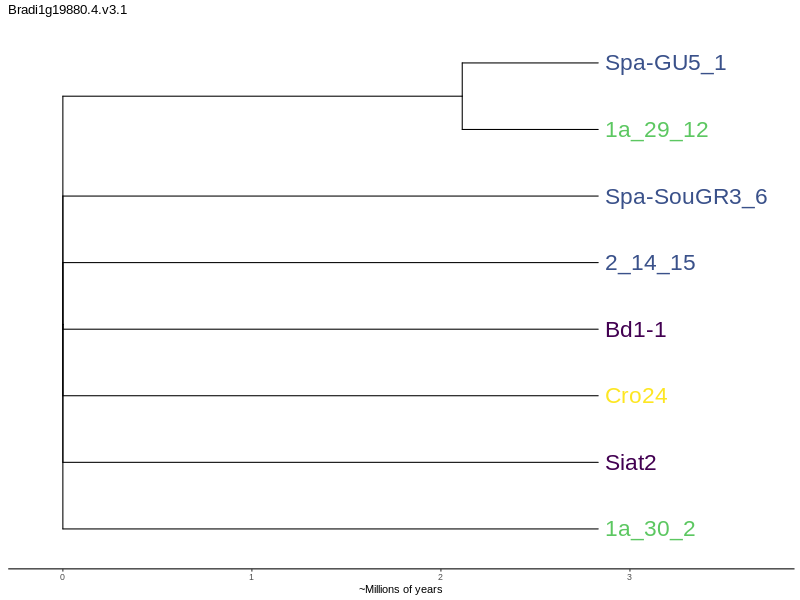 Bradi1g19880.4.v3.1
Spa-GU5_1
1a_29_12
Spa-SouGR3_6
2_14_15
Bd1-1
Cro24
Siat2
1a_30_2
0 1 2 3
~Millions of years